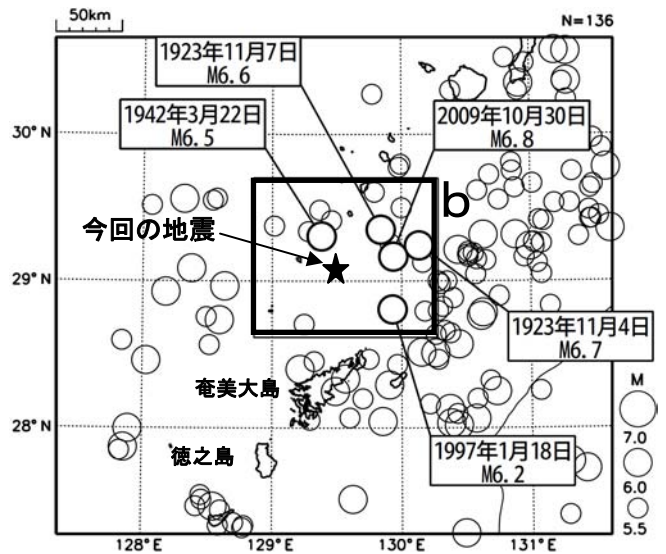 50km
N=136
1923年11月7日
M6.6
1942年3月22日
M6.5
2009年10月30日
M6.8
30°N
b
今回の地震
29°N
1923年11月4日
M6.7
奄美大島
M
7.0
28°N
徳之島
1997年1月18日
M6.2
6.0
5.5
128°E
129°E
130°E
131°E